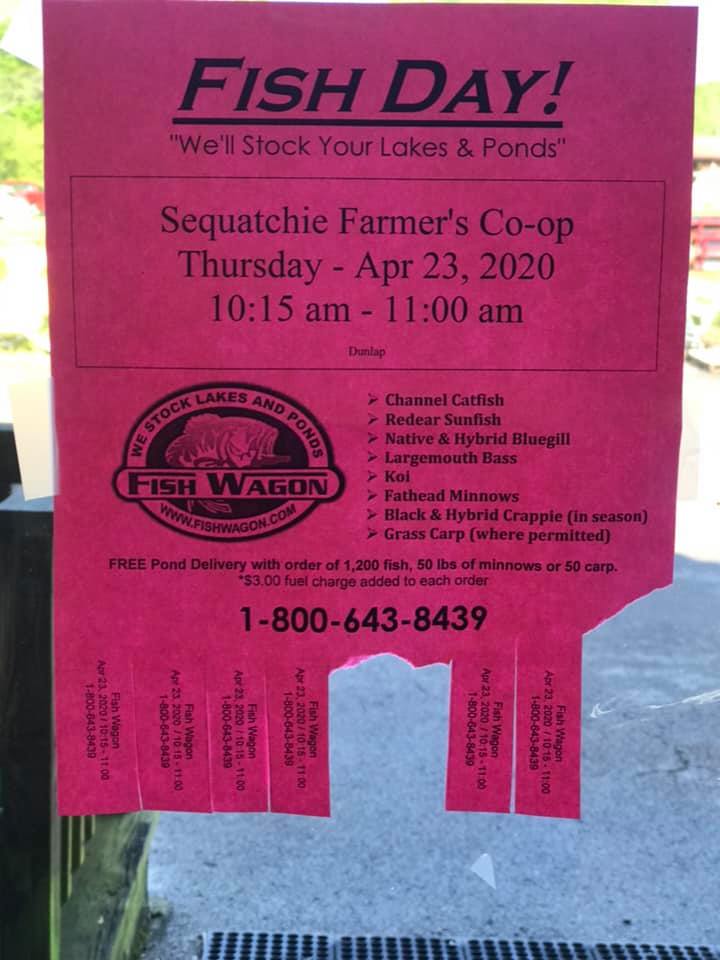 FISH DAY!
"We'll Stock Your Lakes & Ponds"
Sequatchie Farmer's Co-op
Thursday - Apr 23, 2020
10:15 am - 11:00 am
Dunlap
WE STOCK LAKES AND PONDS
FISH WAGON
WWW.FISHWAGON.COM
➤ Channel Catfish
➤ Redear Sunfish
➤ Native & Hybrid Bluegill
➤ Largemouth Bass
➤ Koi
➤ Fathead Minnows
➤ Black & Hybrid Crappie (in season)
➤ Grass Carp (where permitted)
FREE Pond Delivery with order of 1,200 fish, 50 lbs of minnows or 50 carp.
*$3.00 fuel charge added to each order
1-800-643-8439
Fish Wagon
Apr 23, 2020 / 10:15 - 11:00
1-800-643-8439
Fish Wagon
Apr 23, 2020 / 10:15 - 11:00
1-800-643-8439
Fish Wagon
Apr 23, 2020 / 10:15 - 11:00
1-800-643-8439
Fish Wagon
Apr 23, 2020 / 10:15 - 11:00
1-800-643-8439
Fish Wagon
Apr 23, 2020 / 10:15 - 11:00
1-800-643-8439
Fish Wagon
Apr 23, 2020 / 10:15 - 11:00
1-800-643-8439